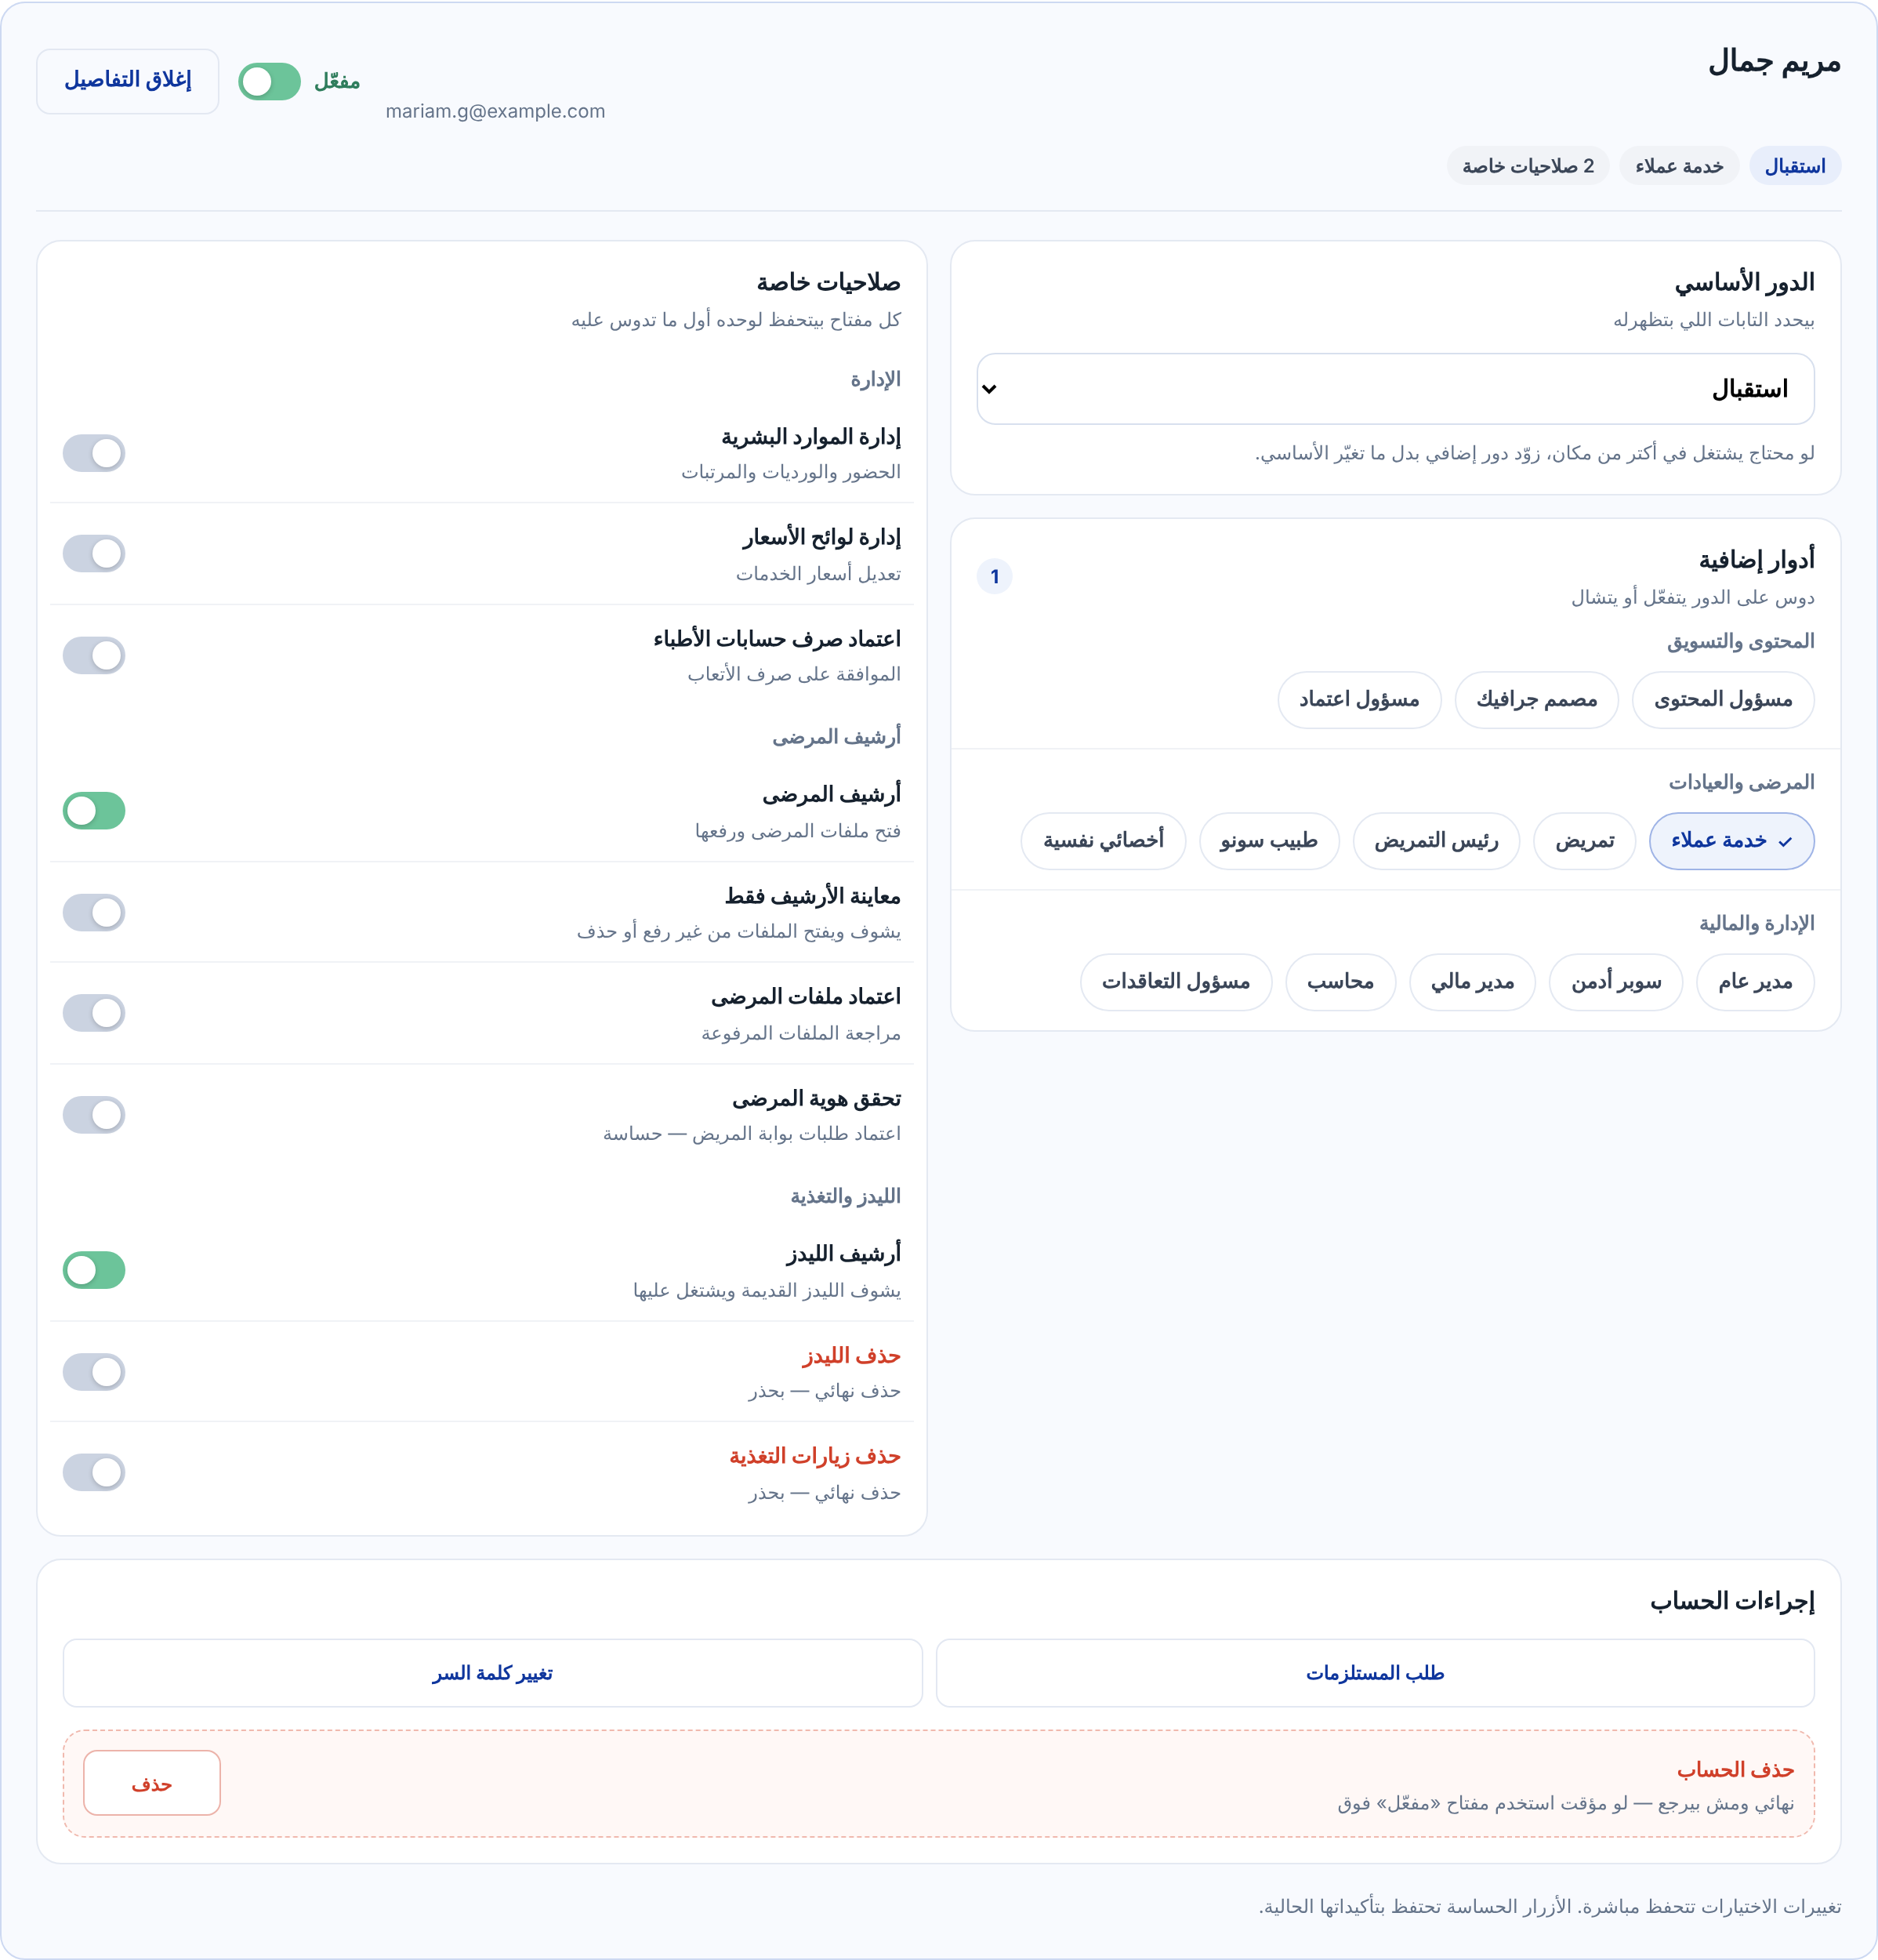 مريم جمال
mariam.g@example.com
مفعّل
إغلاق التفاصيل
استقبال
خدمة عملاء
2 صلاحيات خاصة
الدور الأساسي
بيحدد التابات اللي بتظهرله
استقبال
لو محتاج يشتغل في أكتر من مكان، زوّد دور إضافي بدل ما تغيّر الأساسي.
أدوار إضافية
1
دوس على الدور يتفعّل أو يتشال
المحتوى والتسويق
مسؤول المحتوى
مصمم جرافيك
مسؤول اعتماد
المرضى والعيادات
✓ خدمة عملاء
تمريض
رئيس التمريض
طبيب سونو
أخصائي نفسية
الإدارة والمالية
مدير عام
سوبر أدمن
مدير مالي
محاسب
مسؤول التعاقدات
صلاحيات خاصة
كل مفتاح بيتحفظ لوحده أول ما تدوس عليه
الإدارة
إدارة الموارد البشرية
الحضور والورديات والمرتبات
إدارة لوائح الأسعار
تعديل أسعار الخدمات
اعتماد صرف حسابات الأطباء
الموافقة على صرف الأتعاب
أرشيف المرضى
أرشيف المرضى
فتح ملفات المرضى ورفعها
معاينة الأرشيف فقط
يشوف ويفتح الملفات من غير رفع أو حذف
اعتماد ملفات المرضى
مراجعة الملفات المرفوعة
تحقق هوية المرضى
اعتماد طلبات بوابة المريض — حساسة
الليدز والتغذية
أرشيف الليدز
يشوف الليدز القديمة ويشتغل عليها
حذف الليدز
حذف نهائي — بحذر
حذف زيارات التغذية
حذف نهائي — بحذر
إجراءات الحساب
طلب المستلزمات
تغيير كلمة السر
حذف الحساب
نهائي ومش بيرجع — لو مؤقت استخدم مفتاح «مفعّل» فوق
حذف
تغييرات الاختيارات تتحفظ مباشرة. الأزرار الحساسة تحتفظ بتأكيداتها الحالية.